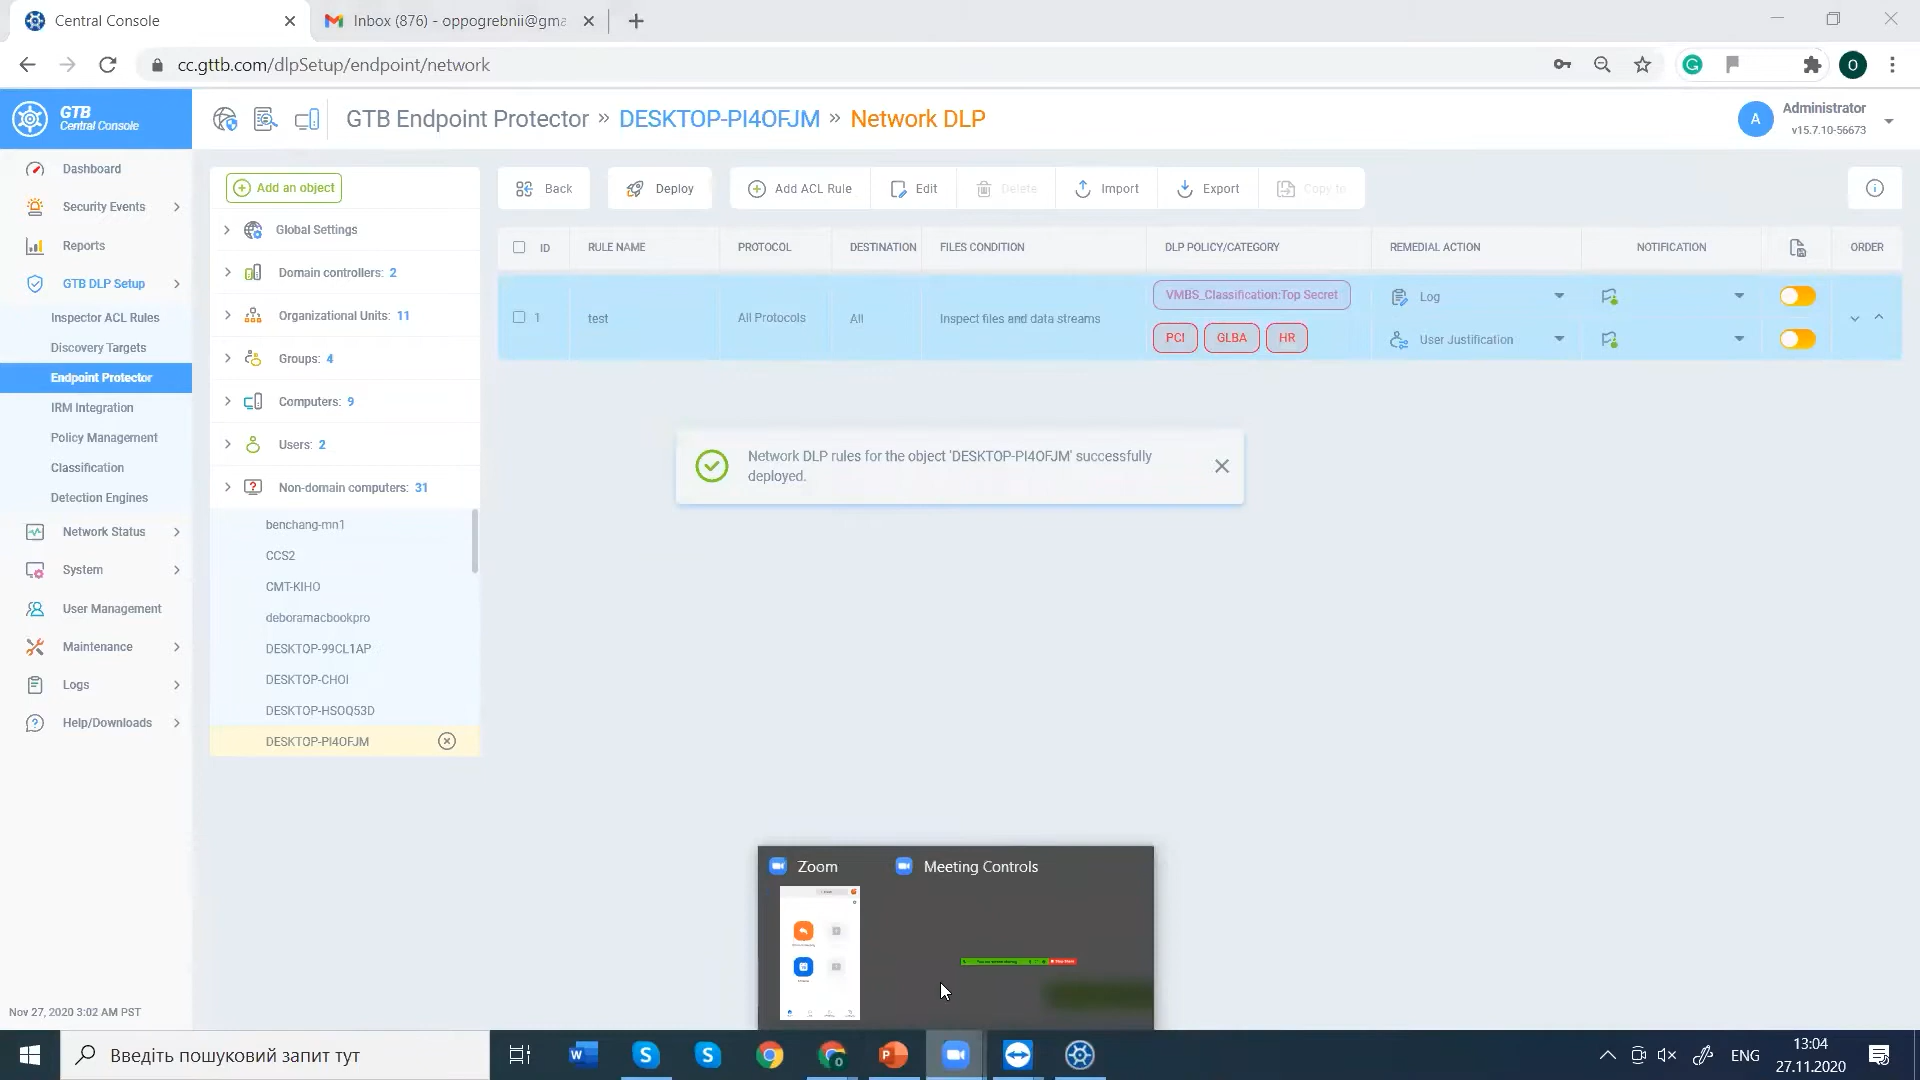 Central Console
Inbox (876) - oppogrebnii@gma
cc.gttb.com/dlpSetup/endpoint/network
O
GTB
Central Console
GTB Endpoint Protector » DESKTOP-PI4OFJM » Network DLP
A
Administrator
v15.7.10-56673
Dashboard
Security Events
Reports
GTB DLP Setup
Inspector ACL Rules
Discovery Targets
Endpoint Protector
IRM Integration
Policy Management
Classification
Detection Engines
Network Status
System
User Management
Maintenance
Logs
Help/Downloads
Nov 27, 2020 3:02 AM PST
Add an object
Global Settings
Domain controllers: 2
Organizational Units: 11
Groups: 4
Computers: 9
Users: 2
Non-domain computers: 31
benchang-mn1
CCS2
CMT-KIHO
deboramacbookpro
DESKTOP-99CL1AP
DESKTOP-CHOI
DESKTOP-HSOQ53D
DESKTOP-PI4OFJM
Back
Deploy
Add ACL Rule
Edit
Delete
Import
Export
Copy to
ID
RULE NAME
PROTOCOL
DESTINATION
FILES CONDITION
DLP POLICY/CATEGORY
REMEDIAL ACTION
NOTIFICATION
ORDER
1
test
All Protocols
All
Inspect files and data streams
VMBS_Classification:Top Secret
Log
PCI
GLBA
HR
User Justification
Network DLP rules for the object 'DESKTOP-PI4OFJM' successfully
deployed.
Zoom
Meeting Controls
Введіть пошуковий запит тут
ENG
13:04
27.11.2020